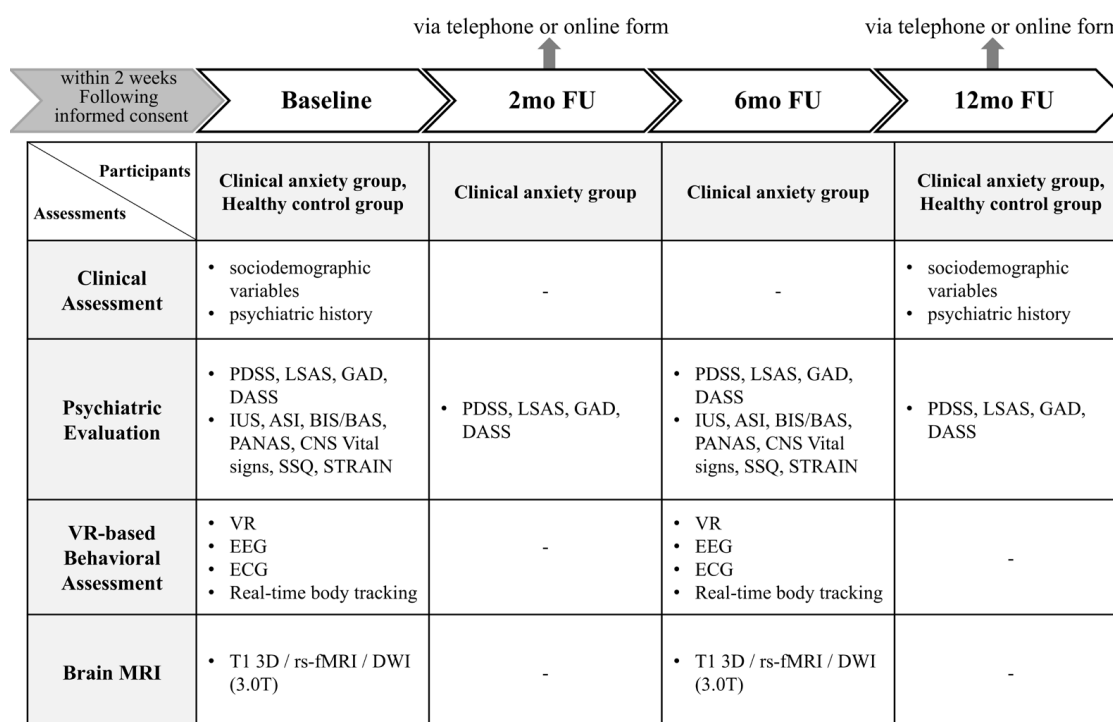 via telephone or online form
via telephone or online form
within 2 weeks
Following
informed consent
Baseline
2mo FU
6mo FU
12mo FU
Participants
Assessments
Clinical anxiety group,
Healthy control group
Clinical anxiety group
Clinical anxiety group
Clinical anxiety group,
Healthy control group
Clinical
Assessment
• sociodemographic
variables
• psychiatric history
-
-
• sociodemographic
variables
• psychiatric history
Psychiatric
Evaluation
• PDSS, LSAS, GAD,
DASS
• IUS, ASI, BIS/BAS,
PANAS, CNS Vital
signs, SSQ, STRAIN
• PDSS, LSAS, GAD,
DASS
• PDSS, LSAS, GAD,
DASS
• IUS, ASI, BIS/BAS,
PANAS, CNS Vital
signs, SSQ, STRAIN
• PDSS, LSAS, GAD,
DASS
VR-based
Behavioral
Assessment
• VR
• EEG
• ECG
• Real-time body tracking
-
• VR
• EEG
• ECG
• Real-time body tracking
-
Brain MRI
• T1 3D / rs-fMRI / DWI
(3.0T)
-
• T1 3D / rs-fMRI / DWI
(3.0T)
-